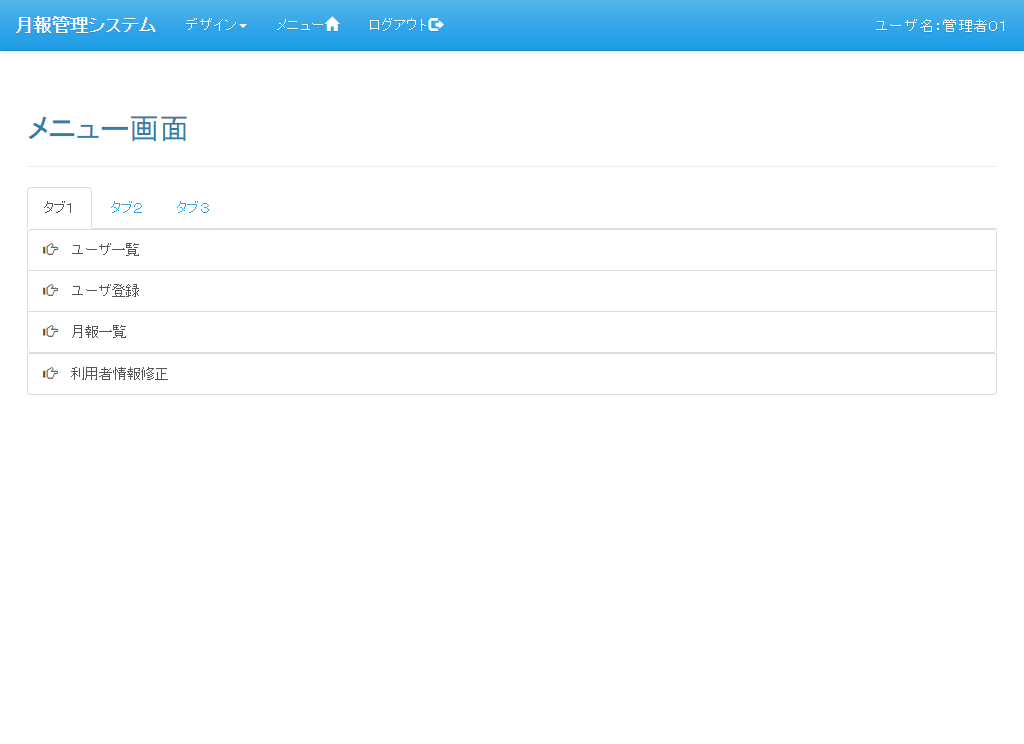 月報管理システム デザイン メニュー ログアウト ユーザ名：管理者01
メニュー画面
タブ1 タブ2 タブ3
ユーザ一覧
ユーザ登録
月報一覧
利用者情報修正